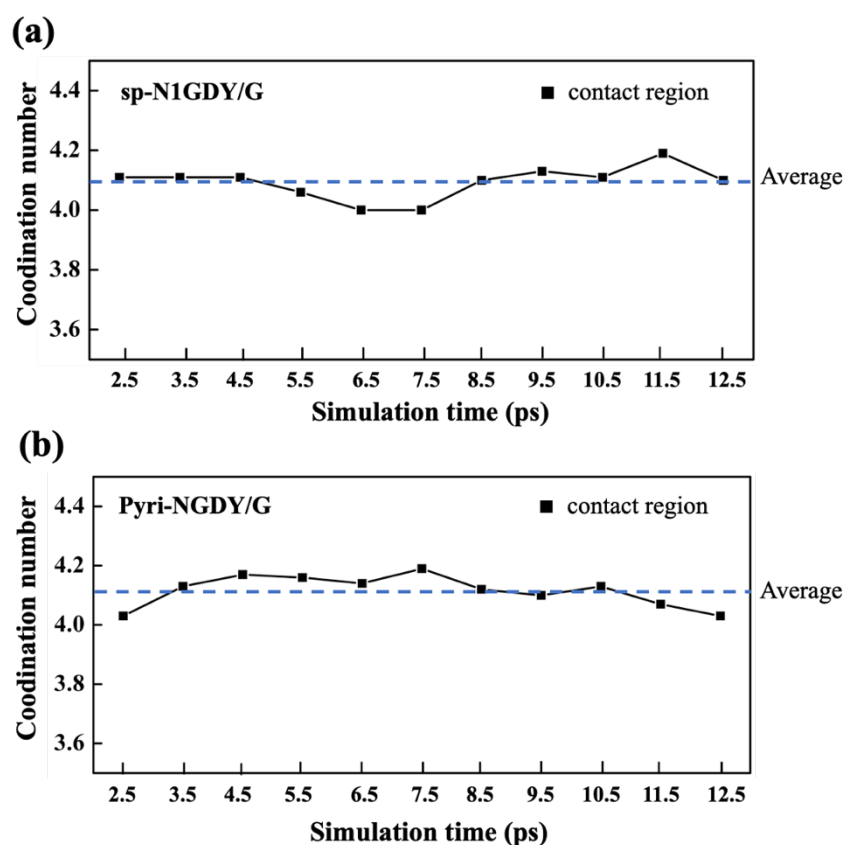 (a)
Coodination number
4.4
4.2
4.0
3.8
3.6
sp-N1GDY/G
contact region
Average
2.5 3.5 4.5 5.5 6.5 7.5 8.5 9.5 10.5 11.5 12.5
Simulation time (ps)
(b)
Coodination number
4.4
4.2
4.0
3.8
3.6
Pyri-NGDY/G
contact region
Average
2.5 3.5 4.5 5.5 6.5 7.5 8.5 9.5 10.5 11.5 12.5
Simulation time (ps)